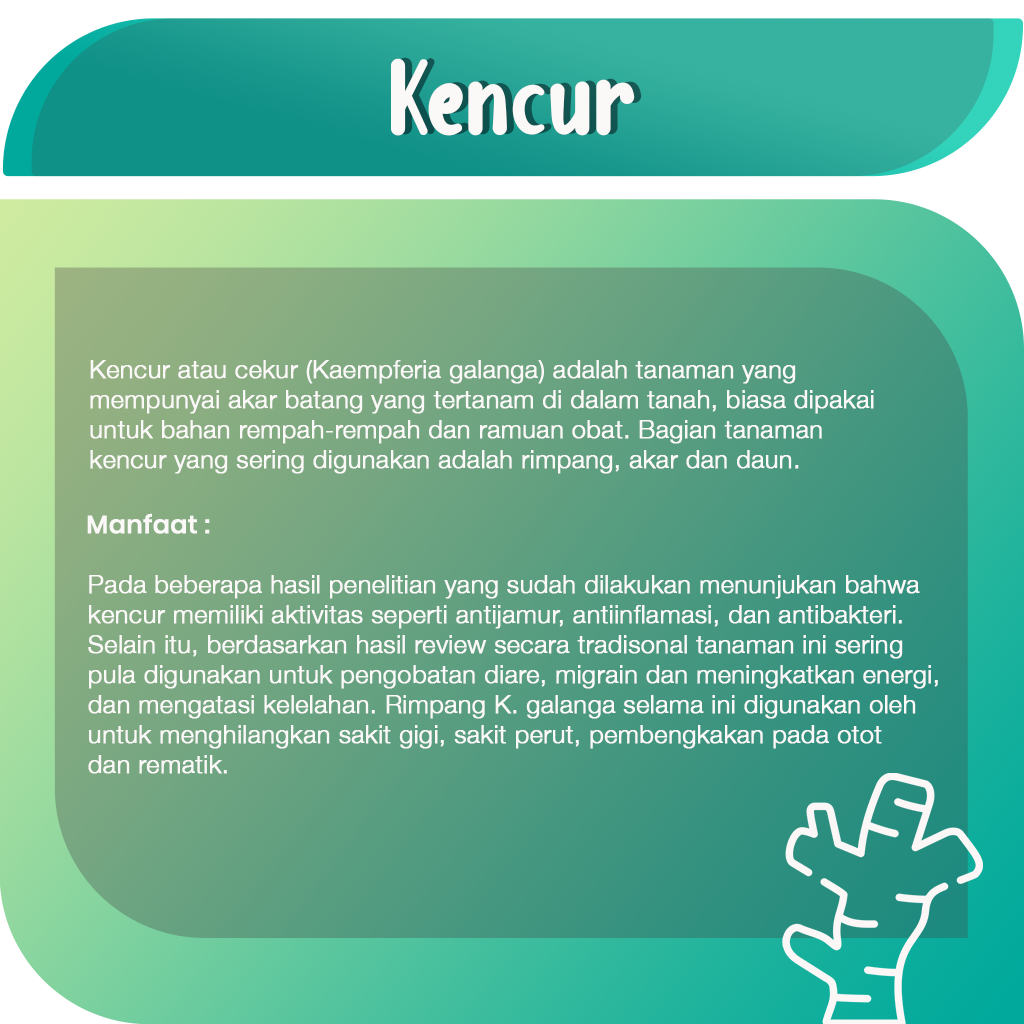 Kencur
Kencur atau cekur (Kaempferia galanga) adalah tanaman yang
mempunyai akar batang yang tertanam di dalam tanah, biasa dipakai
untuk bahan rempah-rempah dan ramuan obat. Bagian tanaman
kencur yang sering digunakan adalah rimpang, akar dan daun.
Manfaat :
Pada beberapa hasil penelitian yang sudah dilakukan menunjukan bahwa
kencur memiliki aktivitas seperti antijamur, antiinflamasi, dan antibakteri.
Selain itu, berdasarkan hasil review secara tradisonal tanaman ini sering
pula digunakan untuk pengobatan diare, migrain dan meningkatkan energi,
dan mengatasi kelelahan. Rimpang K. galanga selama ini digunakan oleh
untuk menghilangkan sakit gigi, sakit perut, pembengkakan pada otot
dan rematik.